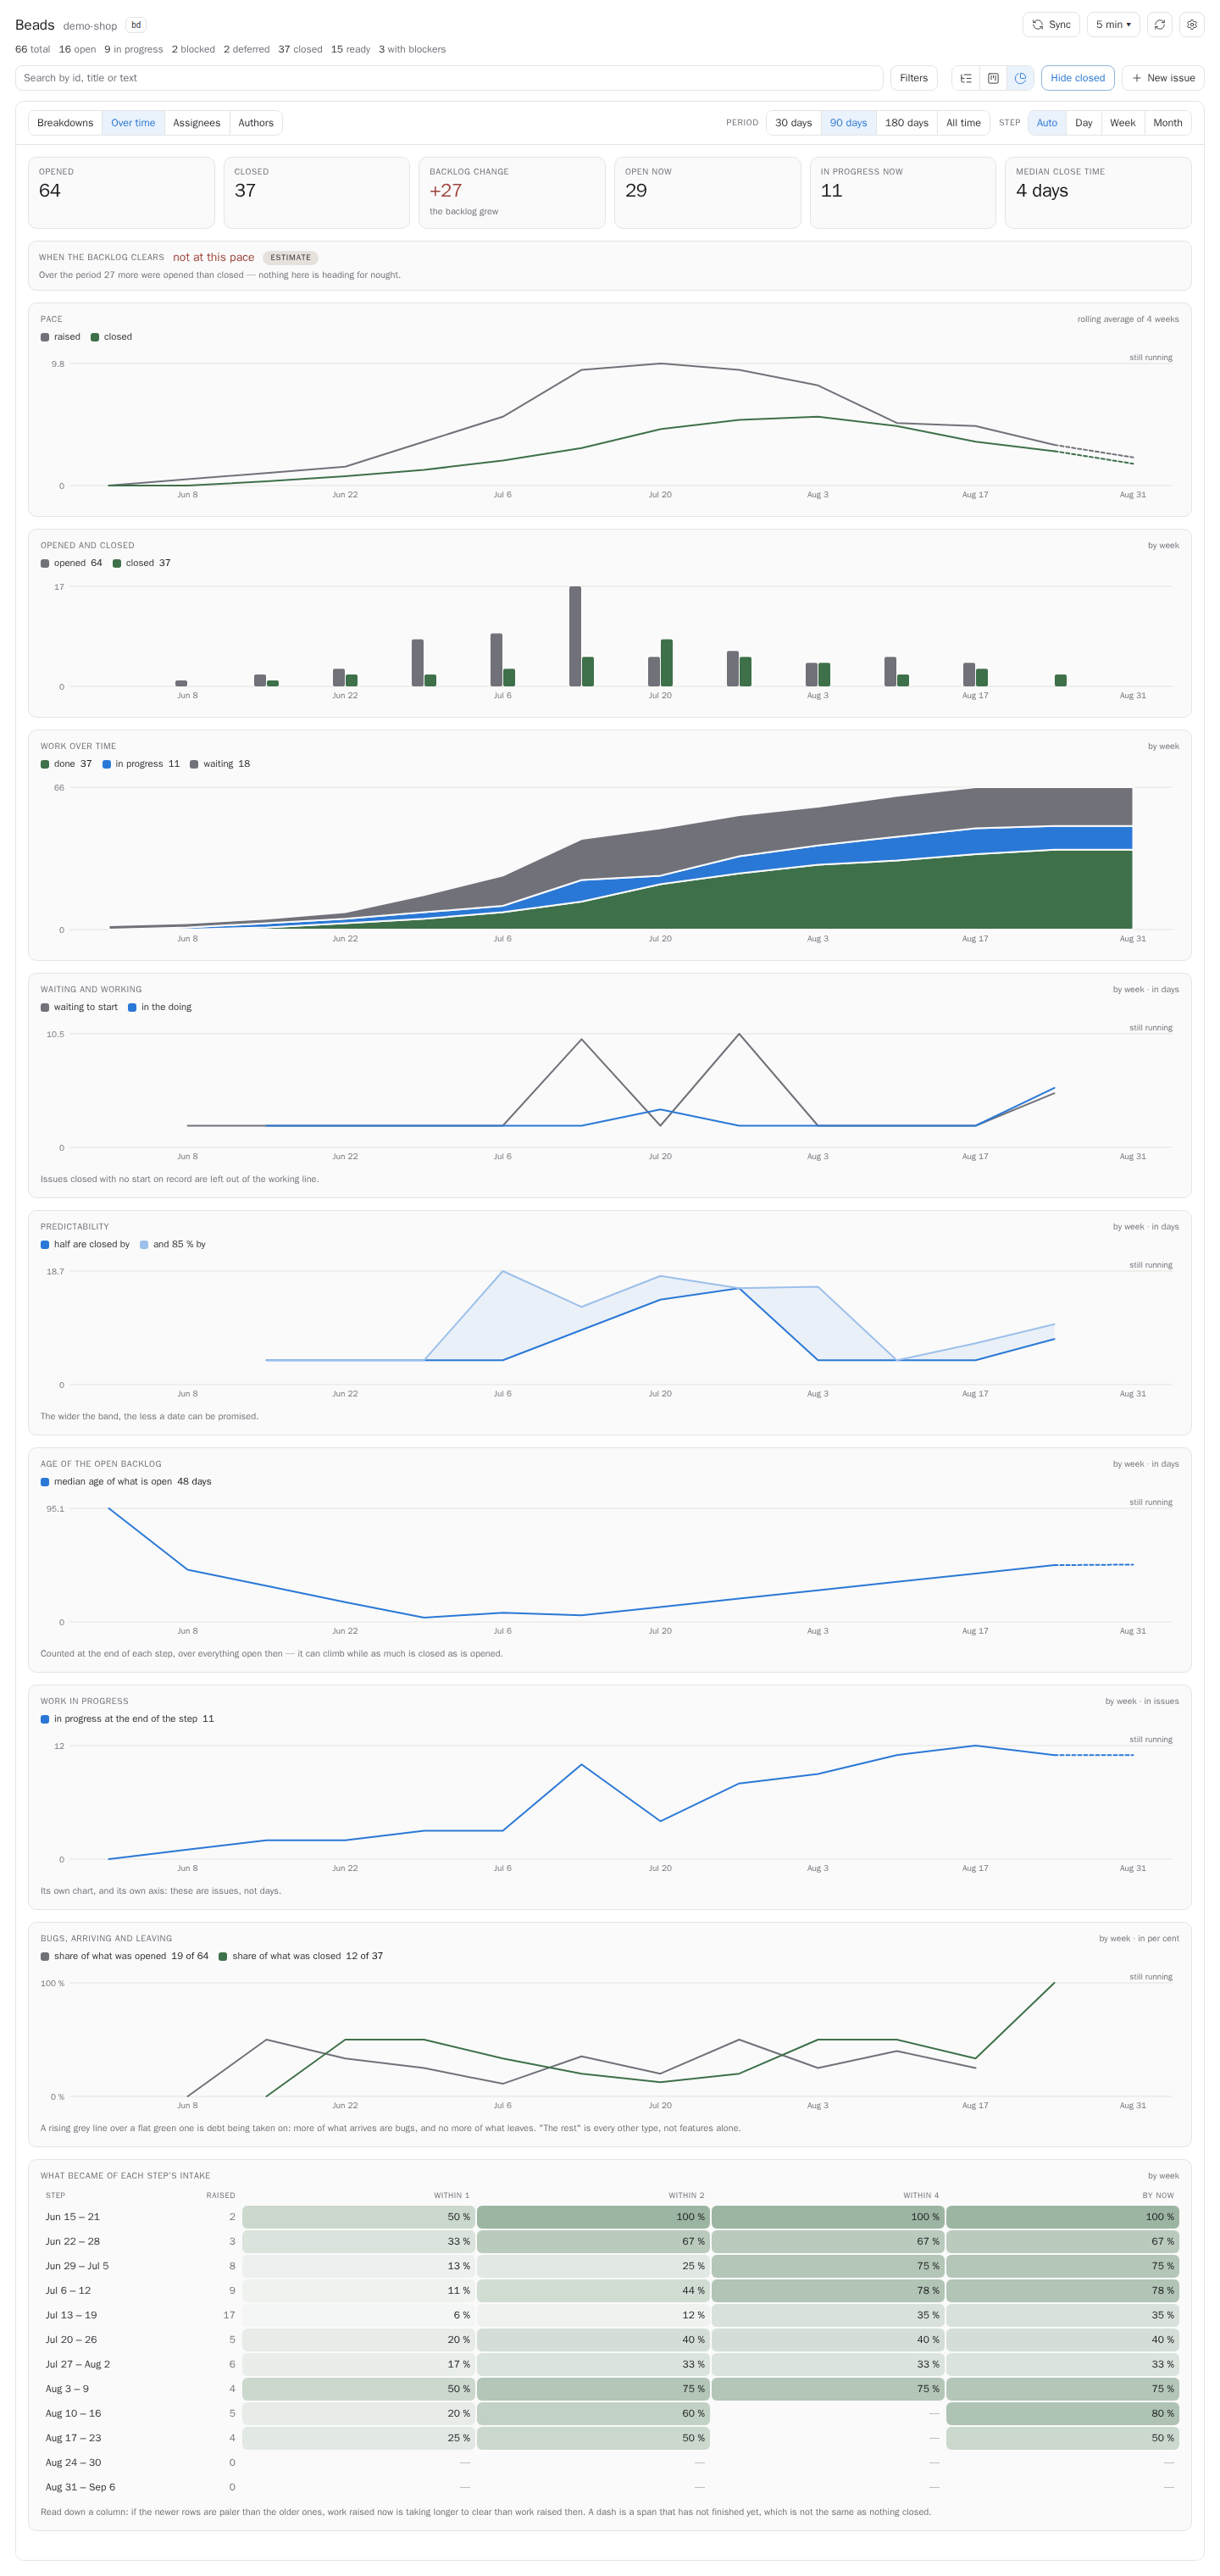 Beads demo-shop bd
Sync 5 min
66 total 16 open 9 in progress 2 blocked 2 deferred 37 closed 15 ready 3 with blockers
Search by id, title or text
Filters
Hide closed
New issue
Breakdowns Over time Assignees Authors
PERIOD 30 days 90 days 180 days All time STEP Auto Day Week Month
OPENED
64
CLOSED
37
BACKLOG CHANGE
+27
the backlog grew
OPEN NOW
29
IN PROGRESS NOW
11
MEDIAN CLOSE TIME
4 days
WHEN THE BACKLOG CLEARS not at this pace ESTIMATE
Over the period 27 more were opened than closed — nothing here is heading for nought.
PACE rolling average of 4 weeks
raised closed
still running
9.8
0
Jun 8 Jun 22 Jul 6 Jul 20 Aug 3 Aug 17 Aug 31
OPENED AND CLOSED by week
opened 64 closed 37
17
0
Jun 8 Jun 22 Jul 6 Jul 20 Aug 3 Aug 17 Aug 31
WORK OVER TIME by week
done 37 in progress 11 waiting 18
66
0
Jun 8 Jun 22 Jul 6 Jul 20 Aug 3 Aug 17 Aug 31
WAITING AND WORKING by week · in days
waiting to start in the doing
still running
10.5
0
Jun 8 Jun 22 Jul 6 Jul 20 Aug 3 Aug 17 Aug 31
Issues closed with no start on record are left out of the working line.
PREDICTABILITY by week · in days
half are closed by and 85 % by
still running
18.7
0
Jun 8 Jun 22 Jul 6 Jul 20 Aug 3 Aug 17 Aug 31
The wider the band, the less a date can be promised.
AGE OF THE OPEN BACKLOG by week · in days
median age of what is open 48 days
still running
95.1
0
Jun 8 Jun 22 Jul 6 Jul 20 Aug 3 Aug 17 Aug 31
Counted at the end of each step, over everything open then — it can climb while as much is closed as is opened.
WORK IN PROGRESS by week · in issues
in progress at the end of the step 11
still running
12
0
Jun 8 Jun 22 Jul 6 Jul 20 Aug 3 Aug 17 Aug 31
Its own chart, and its own axis: these are issues, not days.
BUGS, ARRIVING AND LEAVING by week · in per cent
share of what was opened 19 of 64 share of what was closed 12 of 37
still running
100 %
0 %
Jun 8 Jun 22 Jul 6 Jul 20 Aug 3 Aug 17 Aug 31
A rising grey line over a flat green one is debt being taken on: more of what arrives are bugs, and no more of what leaves. "The rest" is every other type, not features alone.
WHAT BECAME OF EACH STEP'S INTAKE by week
STEP RAISED WITHIN 1 WITHIN 2 WITHIN 4 BY NOW
Jun 15 – 21 2 50 % 100 % 100 % 100 %
Jun 22 – 28 3 33 % 67 % 67 % 67 %
Jun 29 – Jul 5 8 13 % 25 % 75 % 75 %
Jul 6 – 12 9 11 % 44 % 78 % 78 %
Jul 13 – 19 17 6 % 12 % 35 % 35 %
Jul 20 – 26 5 20 % 40 % 40 % 40 %
Jul 27 – Aug 2 6 17 % 33 % 33 % 33 %
Aug 3 – 9 4 50 % 75 % 75 % 75 %
Aug 10 – 16 5 20 % 60 % — 80 %
Aug 17 – 23 4 25 % 50 % — 50 %
Aug 24 – 30 0 — — — —
Aug 31 – Sep 6 0 — — — —
Read down a column: if the newer rows are paler than the older ones, work raised now is taking longer to clear than work raised then. A dash is a span that has not finished yet, which is not the same as nothing closed.